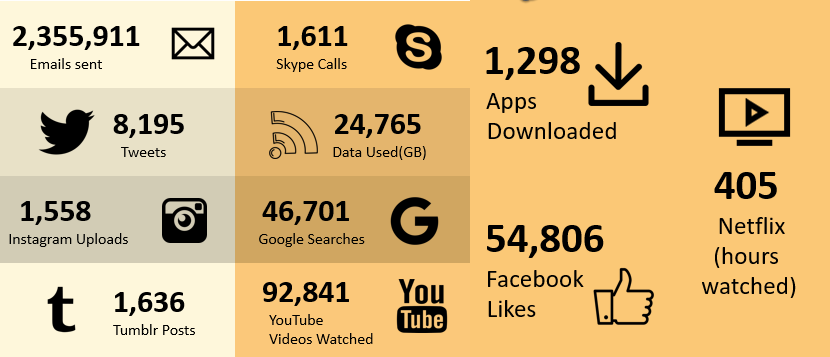 2,355,911
Emails sent
8,195
Tweets
1,558
Instagram Uploads
t
1,636
Tumblr Posts
1,611
Skype Calls
S
24,765
Data Used(GB)
46,701
Google Searches
G
92,841
YouTube
Videos Watched
You
Tube
1,298
Apps
Downloaded
54,806
Facebook
Likes
405
Netflix
(hours
watched)